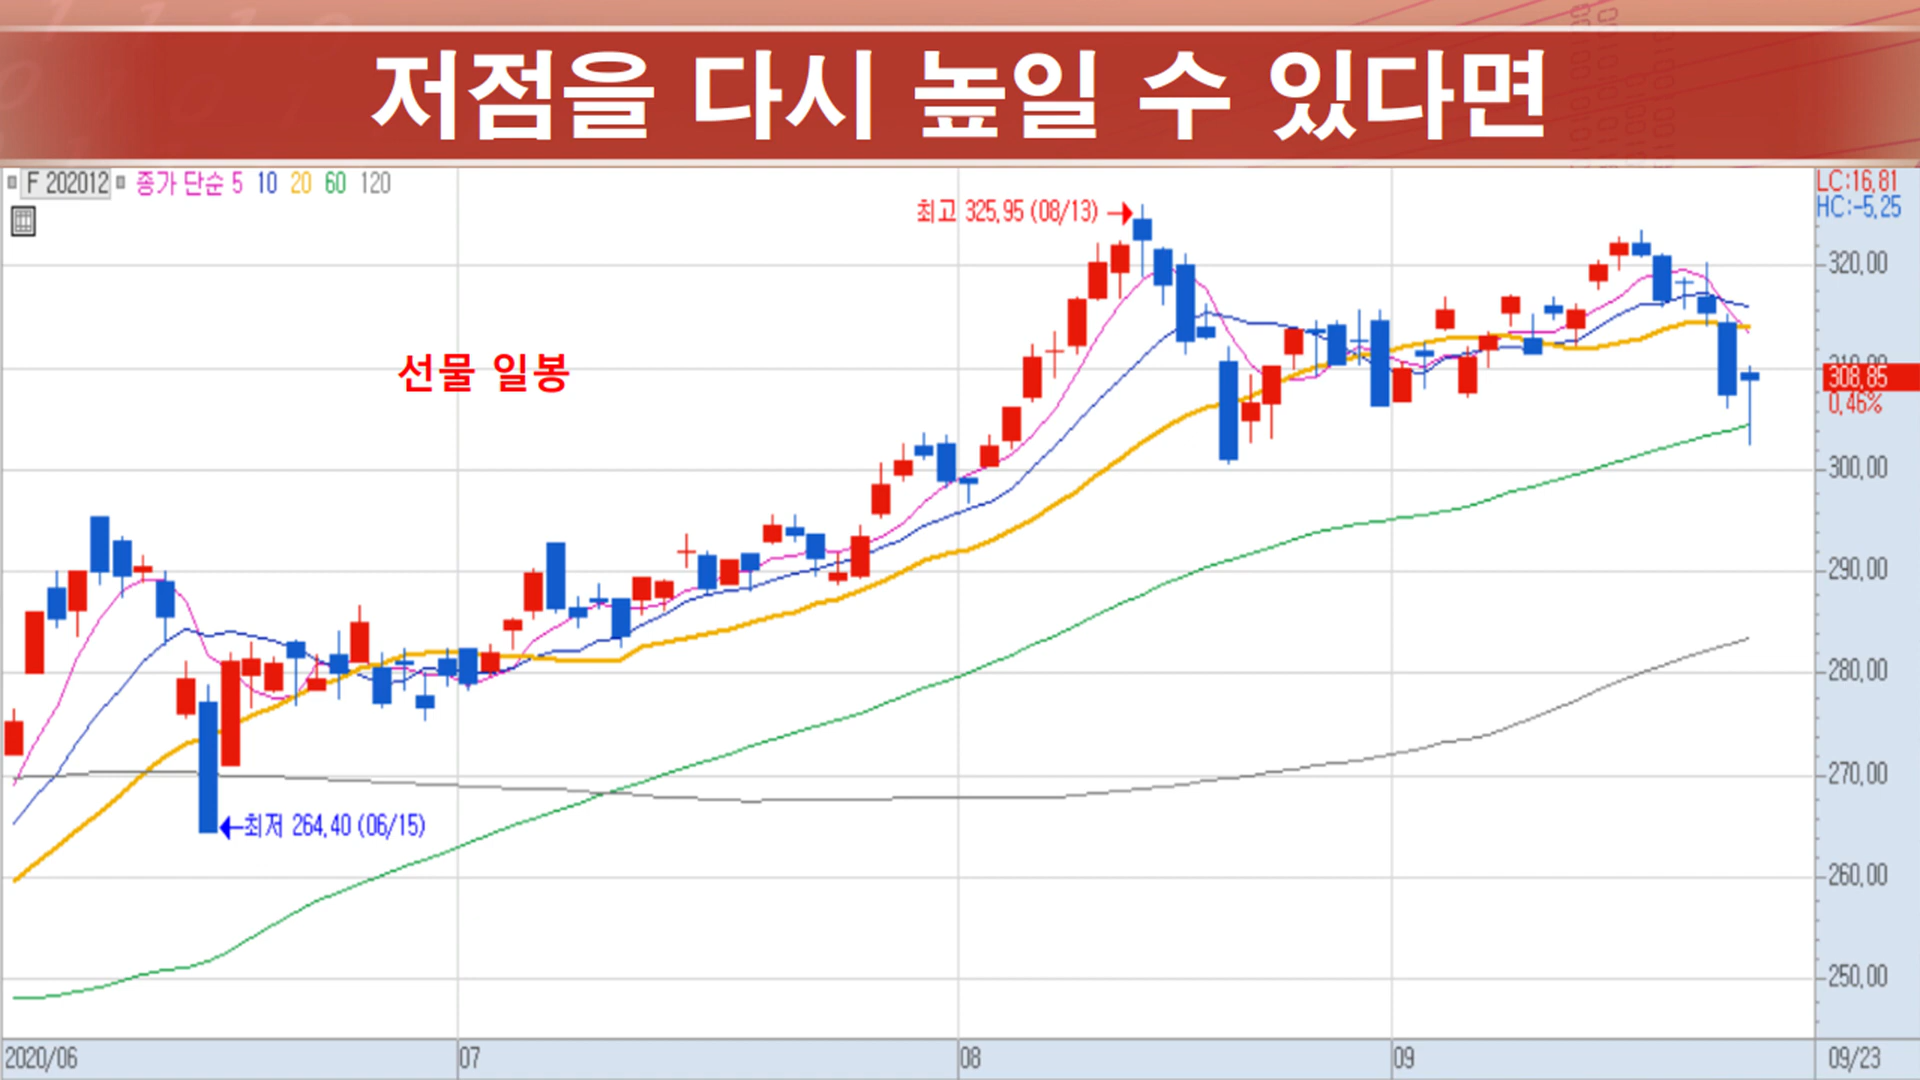 저점을 다시 높일 수 있다면
F 202012 종가 단순 5 10 20 60 120
LC:16,81
HC:-5,25
최고 325,95 (08/13)
320,00
선물 일봉
308,85
0,46%
300,00
290,00
280,00
270,00
최저 264,40 (06/15)
260,00
250,00
2020/06 07 08 09 09/23